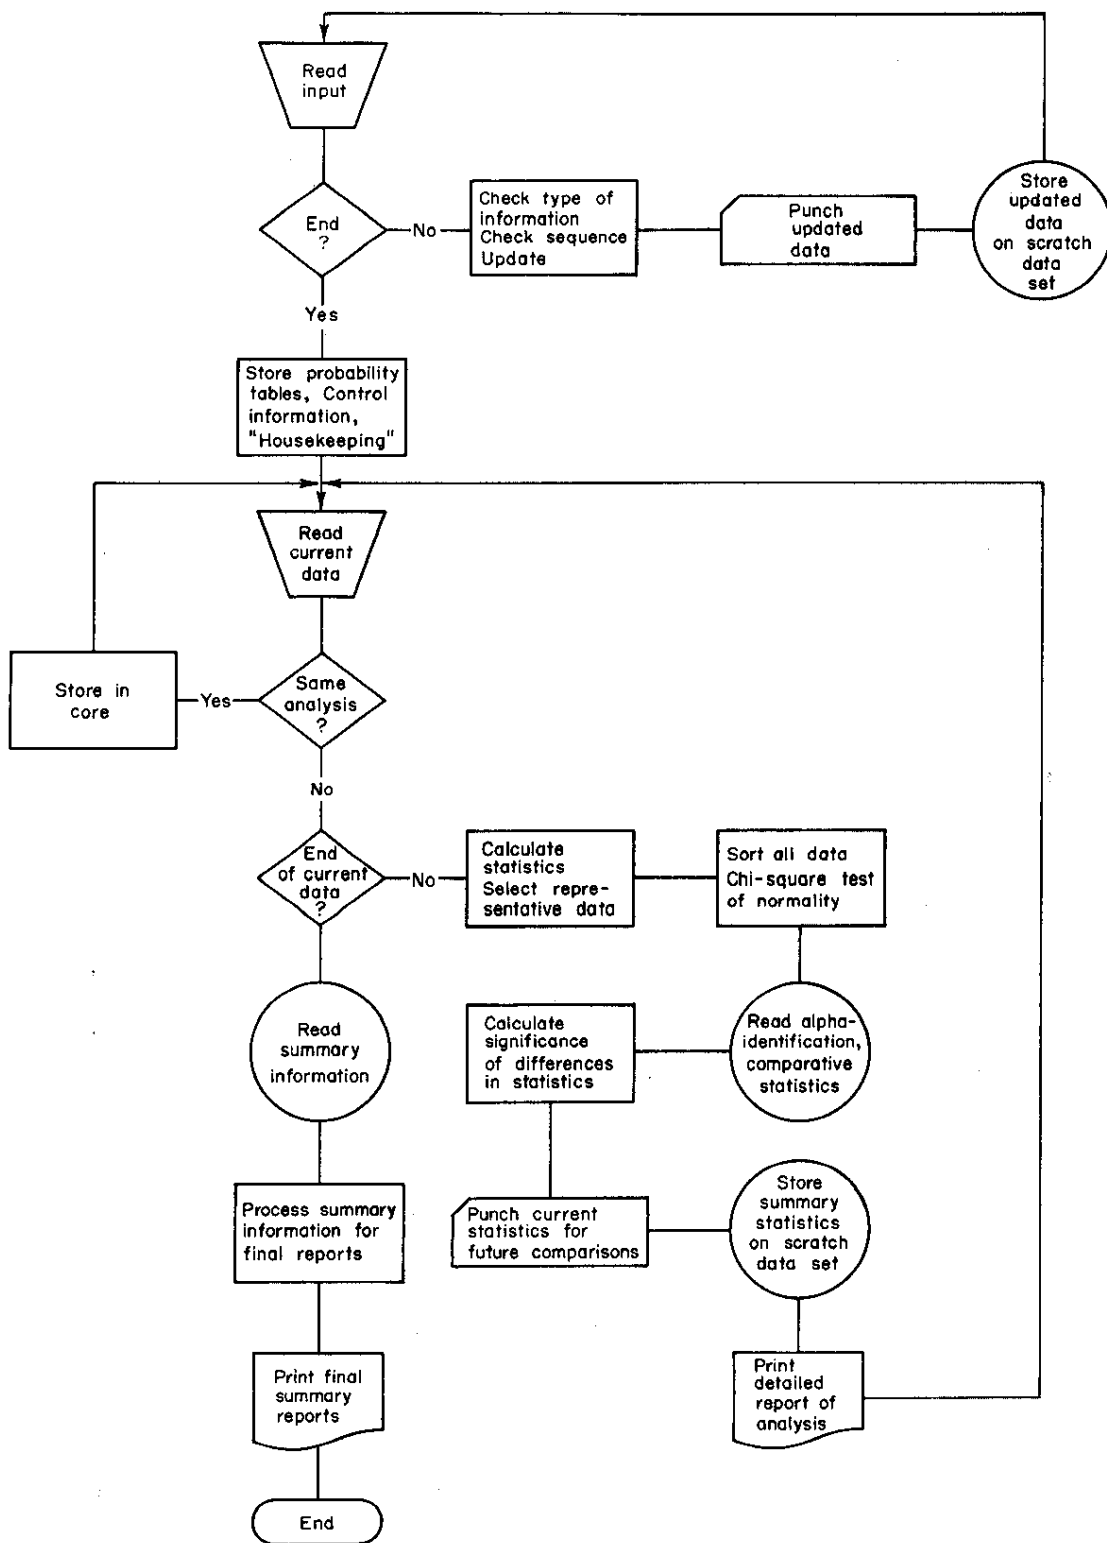 Read
input
End
?
No
Check type of
information
Check sequence
Update
Punch
updated
data
Store
updated
data
on scratch
data
set
Yes
Store probability
tables, Control
information,
"Housekeeping"
Read
current
data
Same
analysis
?
Yes
Store in
core
No
End
of current
data
?
No
Calculate
statistics
Select repre-
sentative data
Sort all data
Chi-square test
of normality
Read
summary
information
Calculate
significance
of differences
in statistics
Read alpha-
identification,
comparative
statistics
Process summary
information for
final reports
Punch current
statistics for
future comparisons
Store
summary
statistics
on scratch
data set
Print final
summary
reports
Print
detailed
report of
analysis
End